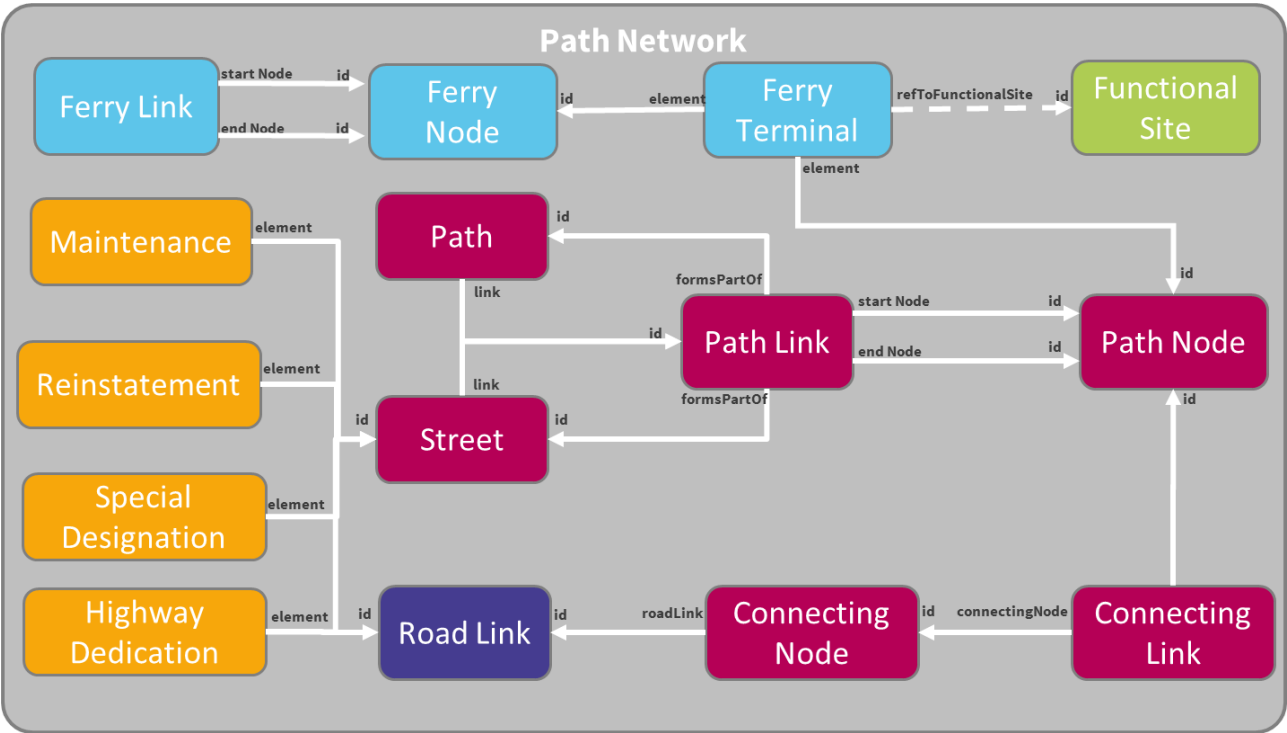 Path Network
start Node
id
Ferry Link
end Node
id
Ferry
Node
id
element
Ferry
Terminal
refToFunctionalSite
id
Functional
Site
element
Maintenance
element
Path
id
link
formsPartOf
id
Path Link
start Node
id
end Node
id
id
Path Node
Reinstatement
element
link
formsPartOf
id
id
Street
id
Special
Designation
element
Highway
Dedication
element
id
Road Link
id
roadLink
Connecting
Node
id
connectingNode
Connecting
Link